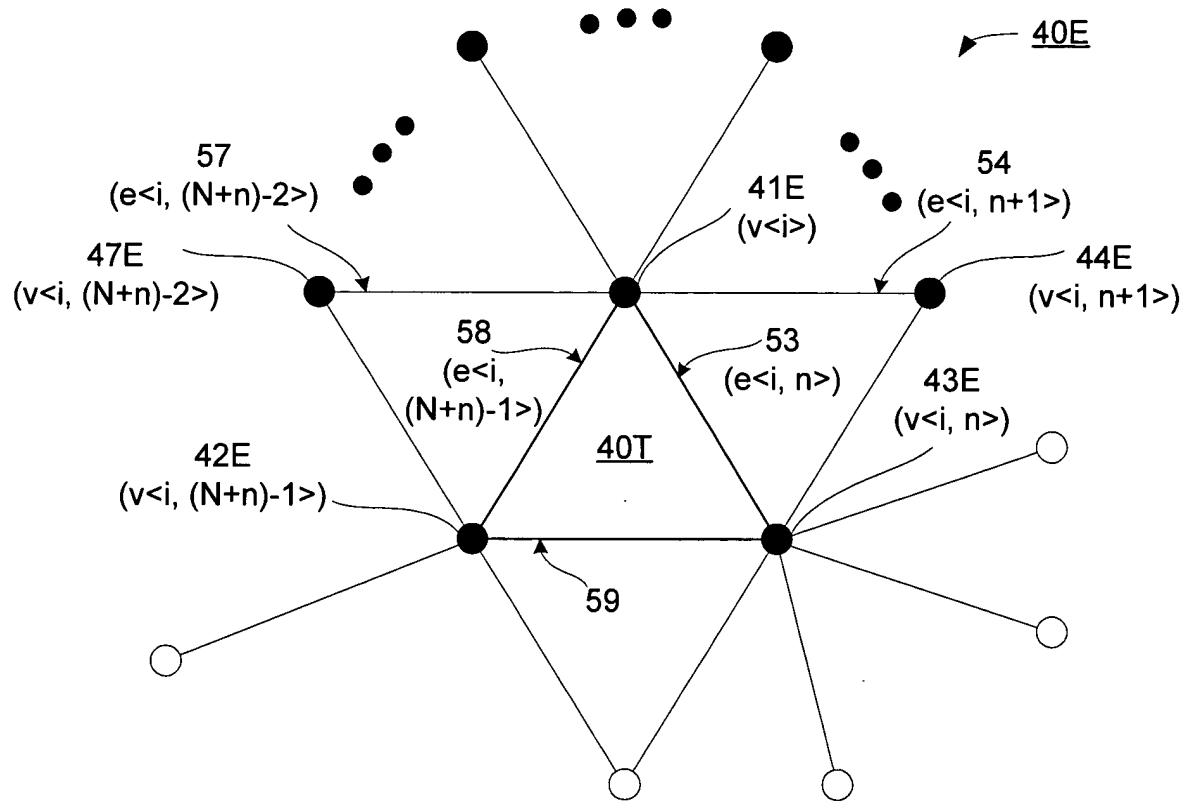 40E
57
(e<i, (N+n)-2>)
41E
(v<i>)
54
(e<i, n+1>)
47E
(v<i, (N+n)-2>)
44E
(v<i, n+1>)
58
(e<i,
(N+n)-1>)
53
(e<i, n>)
43E
(v<i, n>)
40T
42E
(v<i, (N+n)-1>)
59